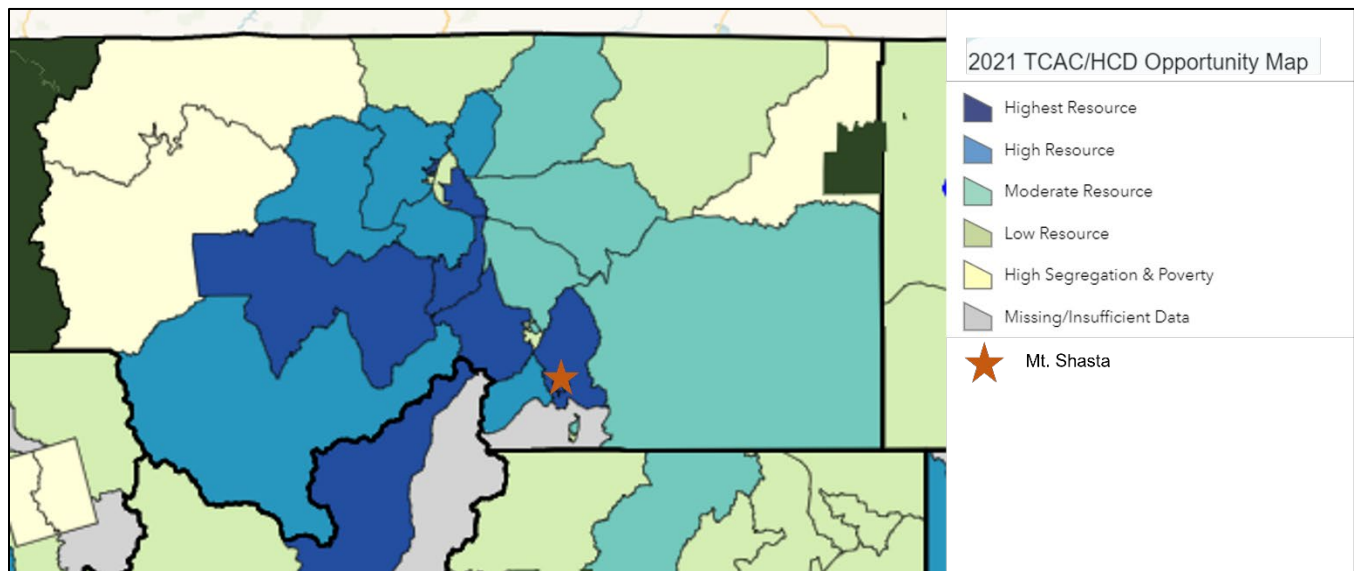 2021 TCAC/HCD Opportunity Map
Highest Resource
High Resource
Moderate Resource
Low Resource
High Segregation & Poverty
Missing/Insufficient Data
Mt. Shasta